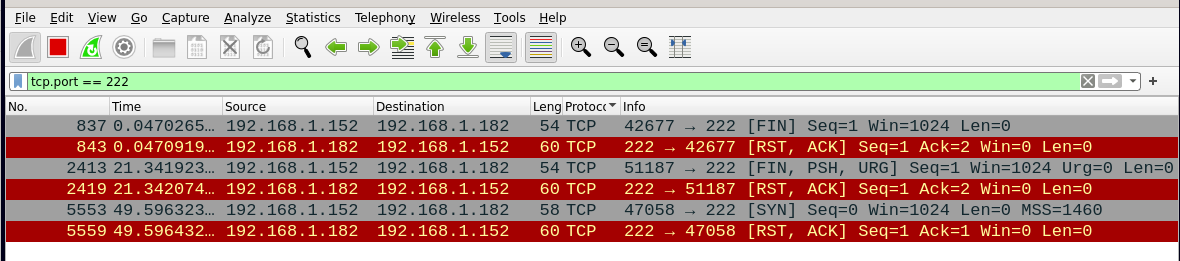 File Edit View Go Capture Analyze Statistics Telephony Wireless Tools Help
tcp.port == 222
No. Time Source Destination Leng Protoc Info
837 0.0470265… 192.168.1.152 192.168.1.182 54 TCP 42677 → 222 [FIN] Seq=1 Win=1024 Len=0
843 0.0470919… 192.168.1.182 192.168.1.152 60 TCP 222 → 42677 [RST, ACK] Seq=1 Ack=2 Win=0 Len=0
2413 21.341923… 192.168.1.152 192.168.1.182 54 TCP 51187 → 222 [FIN, PSH, URG] Seq=1 Win=1024 Urg=0 Len=0
2419 21.342074… 192.168.1.182 192.168.1.152 60 TCP 222 → 51187 [RST, ACK] Seq=1 Ack=2 Win=0 Len=0
5553 49.596323… 192.168.1.152 192.168.1.182 58 TCP 47058 → 222 [SYN] Seq=0 Win=1024 Len=0 MSS=1460
5559 49.596432… 192.168.1.182 192.168.1.152 60 TCP 222 → 47058 [RST, ACK] Seq=1 Ack=1 Win=0 Len=0